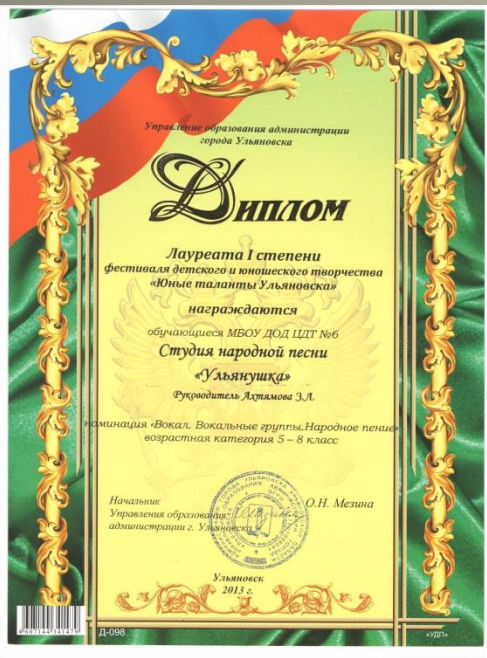 Управление образования администрации
города Ульяновска
Диплом
Лауреата I степени
фестиваля детского и юношеского творчества
«Юные таланты Ульяновска»
награждаются
обучающиеся МБОУ ДОД ЦДТ №6
Студия народной песни
«Ульянушка»
Руководитель Ахтямова З.А.
номинация «Вокал. Вокальные группы.Народное пение»
возрастная категория 5 – 8 класс
Начальник
Управления образования
О.Н. Мезина
администрации г. Ульяновска
Ульяновск
2013 г.
Д-098
«УДП»